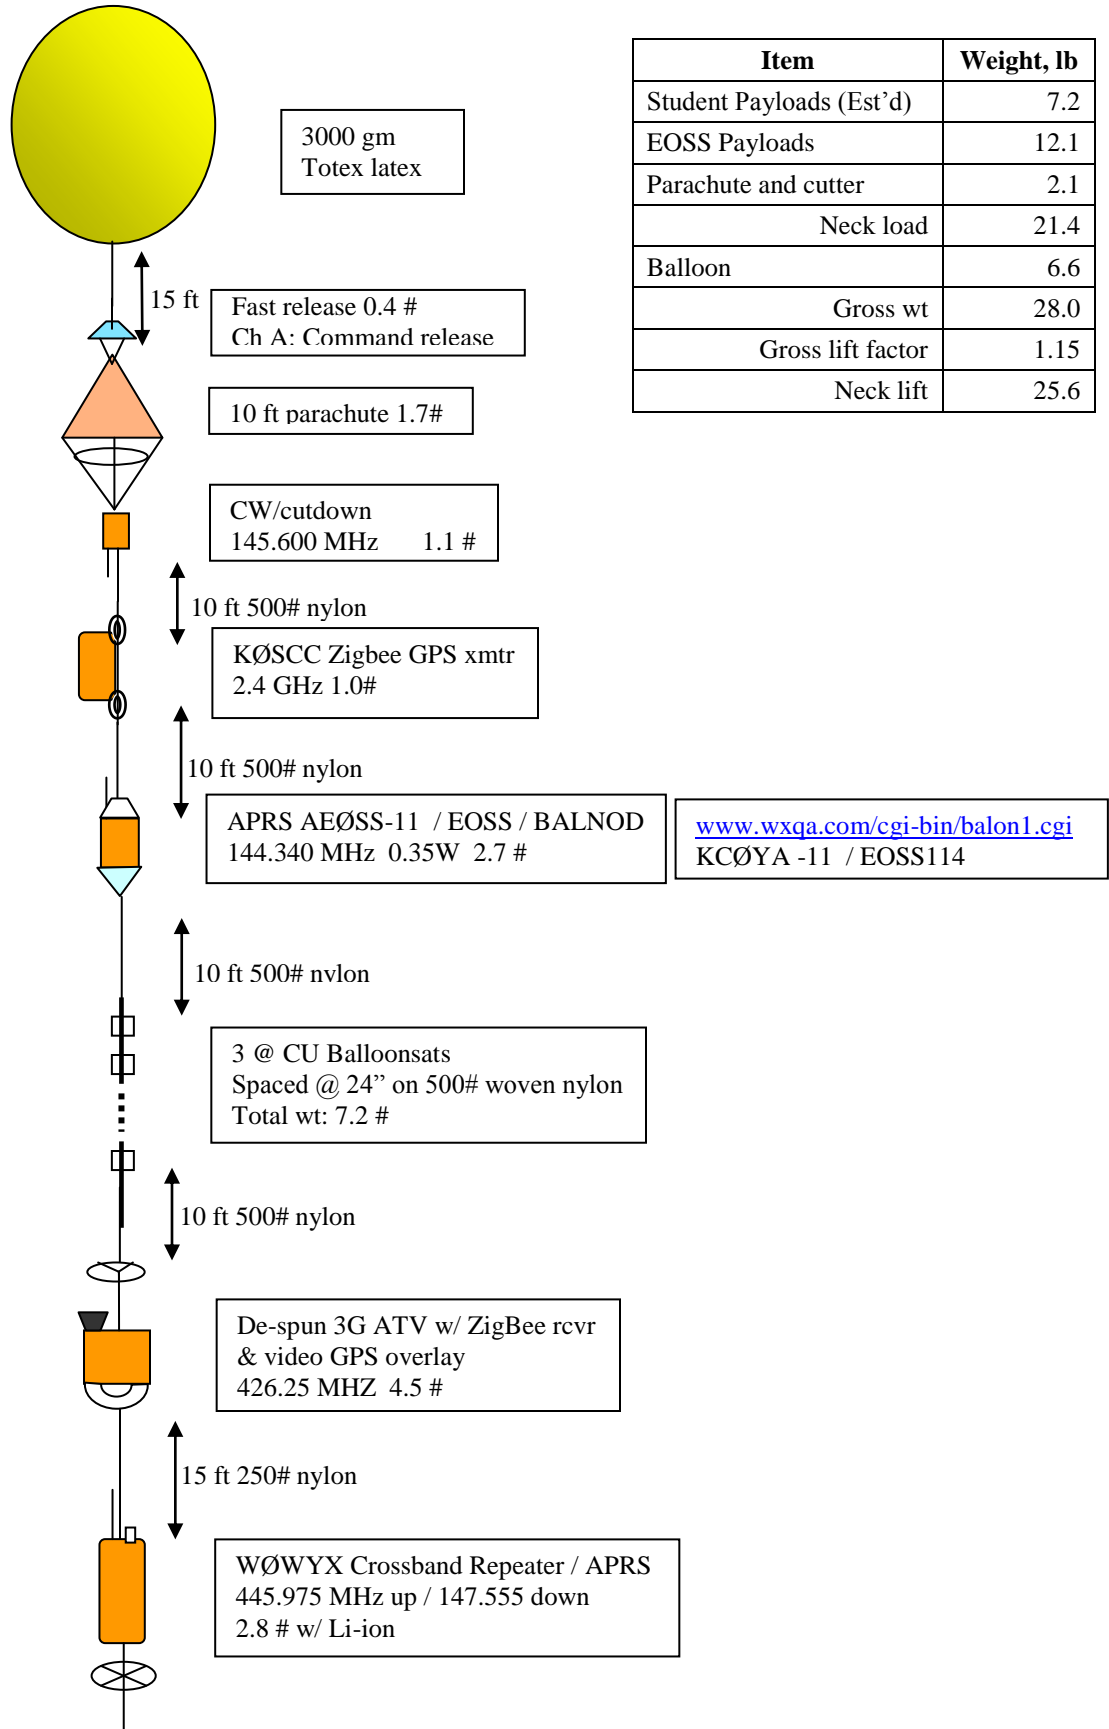 Item Weight, lb
Student Payloads (Est’d) 7.2
EOSS Payloads 12.1
Parachute and cutter 2.1
Neck load 21.4
Balloon 6.6
Gross wt 28.0
Gross lift factor 1.15
Neck lift 25.6
3000 gm
Totex latex
15 ft
Fast release 0.4 #
Ch A: Command release
10 ft parachute 1.7#
CW/cutdown
145.600 MHz 1.1 #
10 ft 500# nylon
KØSCC Zigbee GPS xmtr
2.4 GHz 1.0#
10 ft 500# nylon
APRS AEØSS-11 / EOSS / BALNOD
144.340 MHz 0.35W 2.7 #
www.wxqa.com/cgi-bin/balon1.cgi
KCØYA -11 / EOSS114
10 ft 500# nylon
3 @ CU Balloonsats
Spaced @ 24” on 500# woven nylon
Total wt: 7.2 #
10 ft 500# nylon
De-spun 3G ATV w/ ZigBee rcvr
& video GPS overlay
426.25 MHZ 4.5 #
15 ft 250# nylon
WØWYX Crossband Repeater / APRS
445.975 MHz up / 147.555 down
2.8 # w/ Li-ion